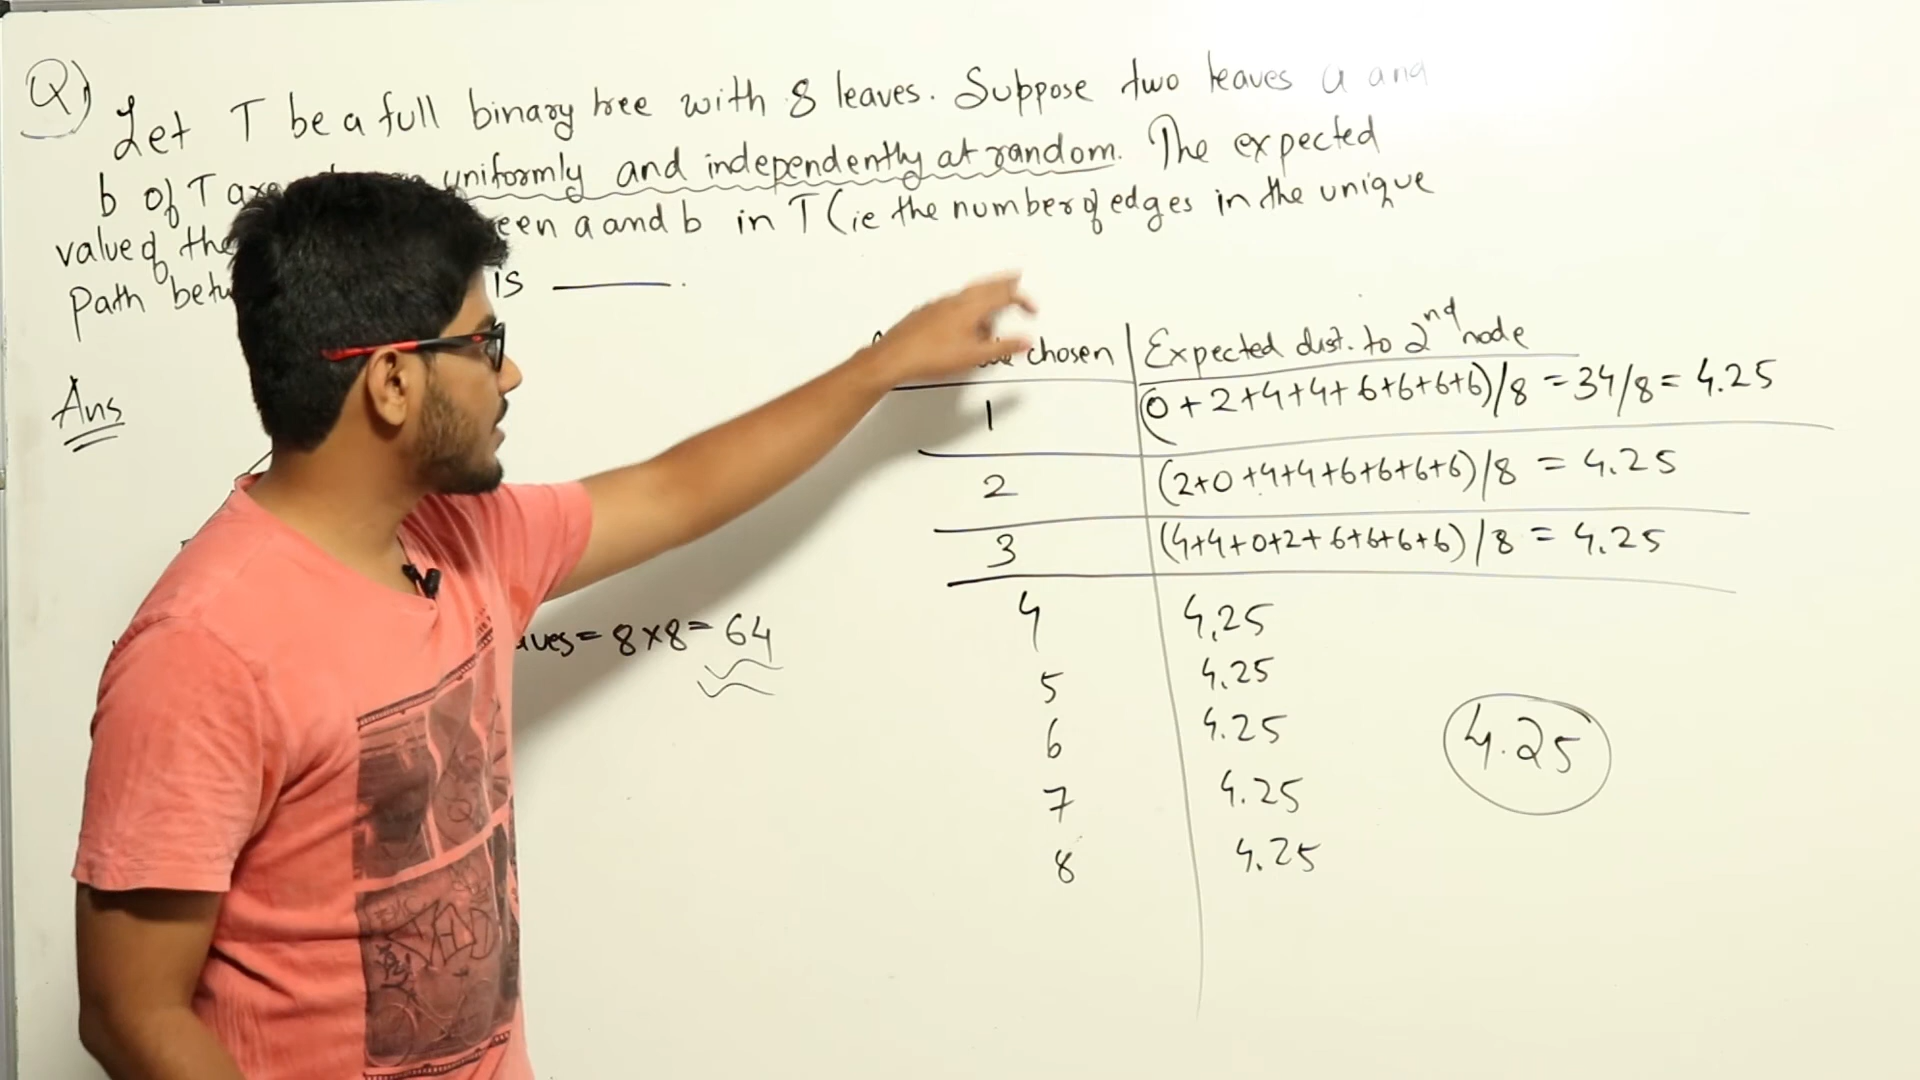 Q)
Let T be a full binary tree with 8 leaves. Suppose two leaves a and
b of T are uniformly and independently at random. The expected
value of the a and b in T (ie the number of edges in the unique
Path is ______.
Ans
chosen | Expected dist. to 2nd node
1 (0+2+4+4+6+6+6+6)/8 = 34/8 = 4.25
2 (2+0+4+4+6+6+6+6)/8 = 4.25
3 (4+4+0+2+6+6+6+6)/8 = 4.25
4 4.25
= 8×8 = 64
5 4.25
6 4.25
4.25
7 4.25
8 4.25